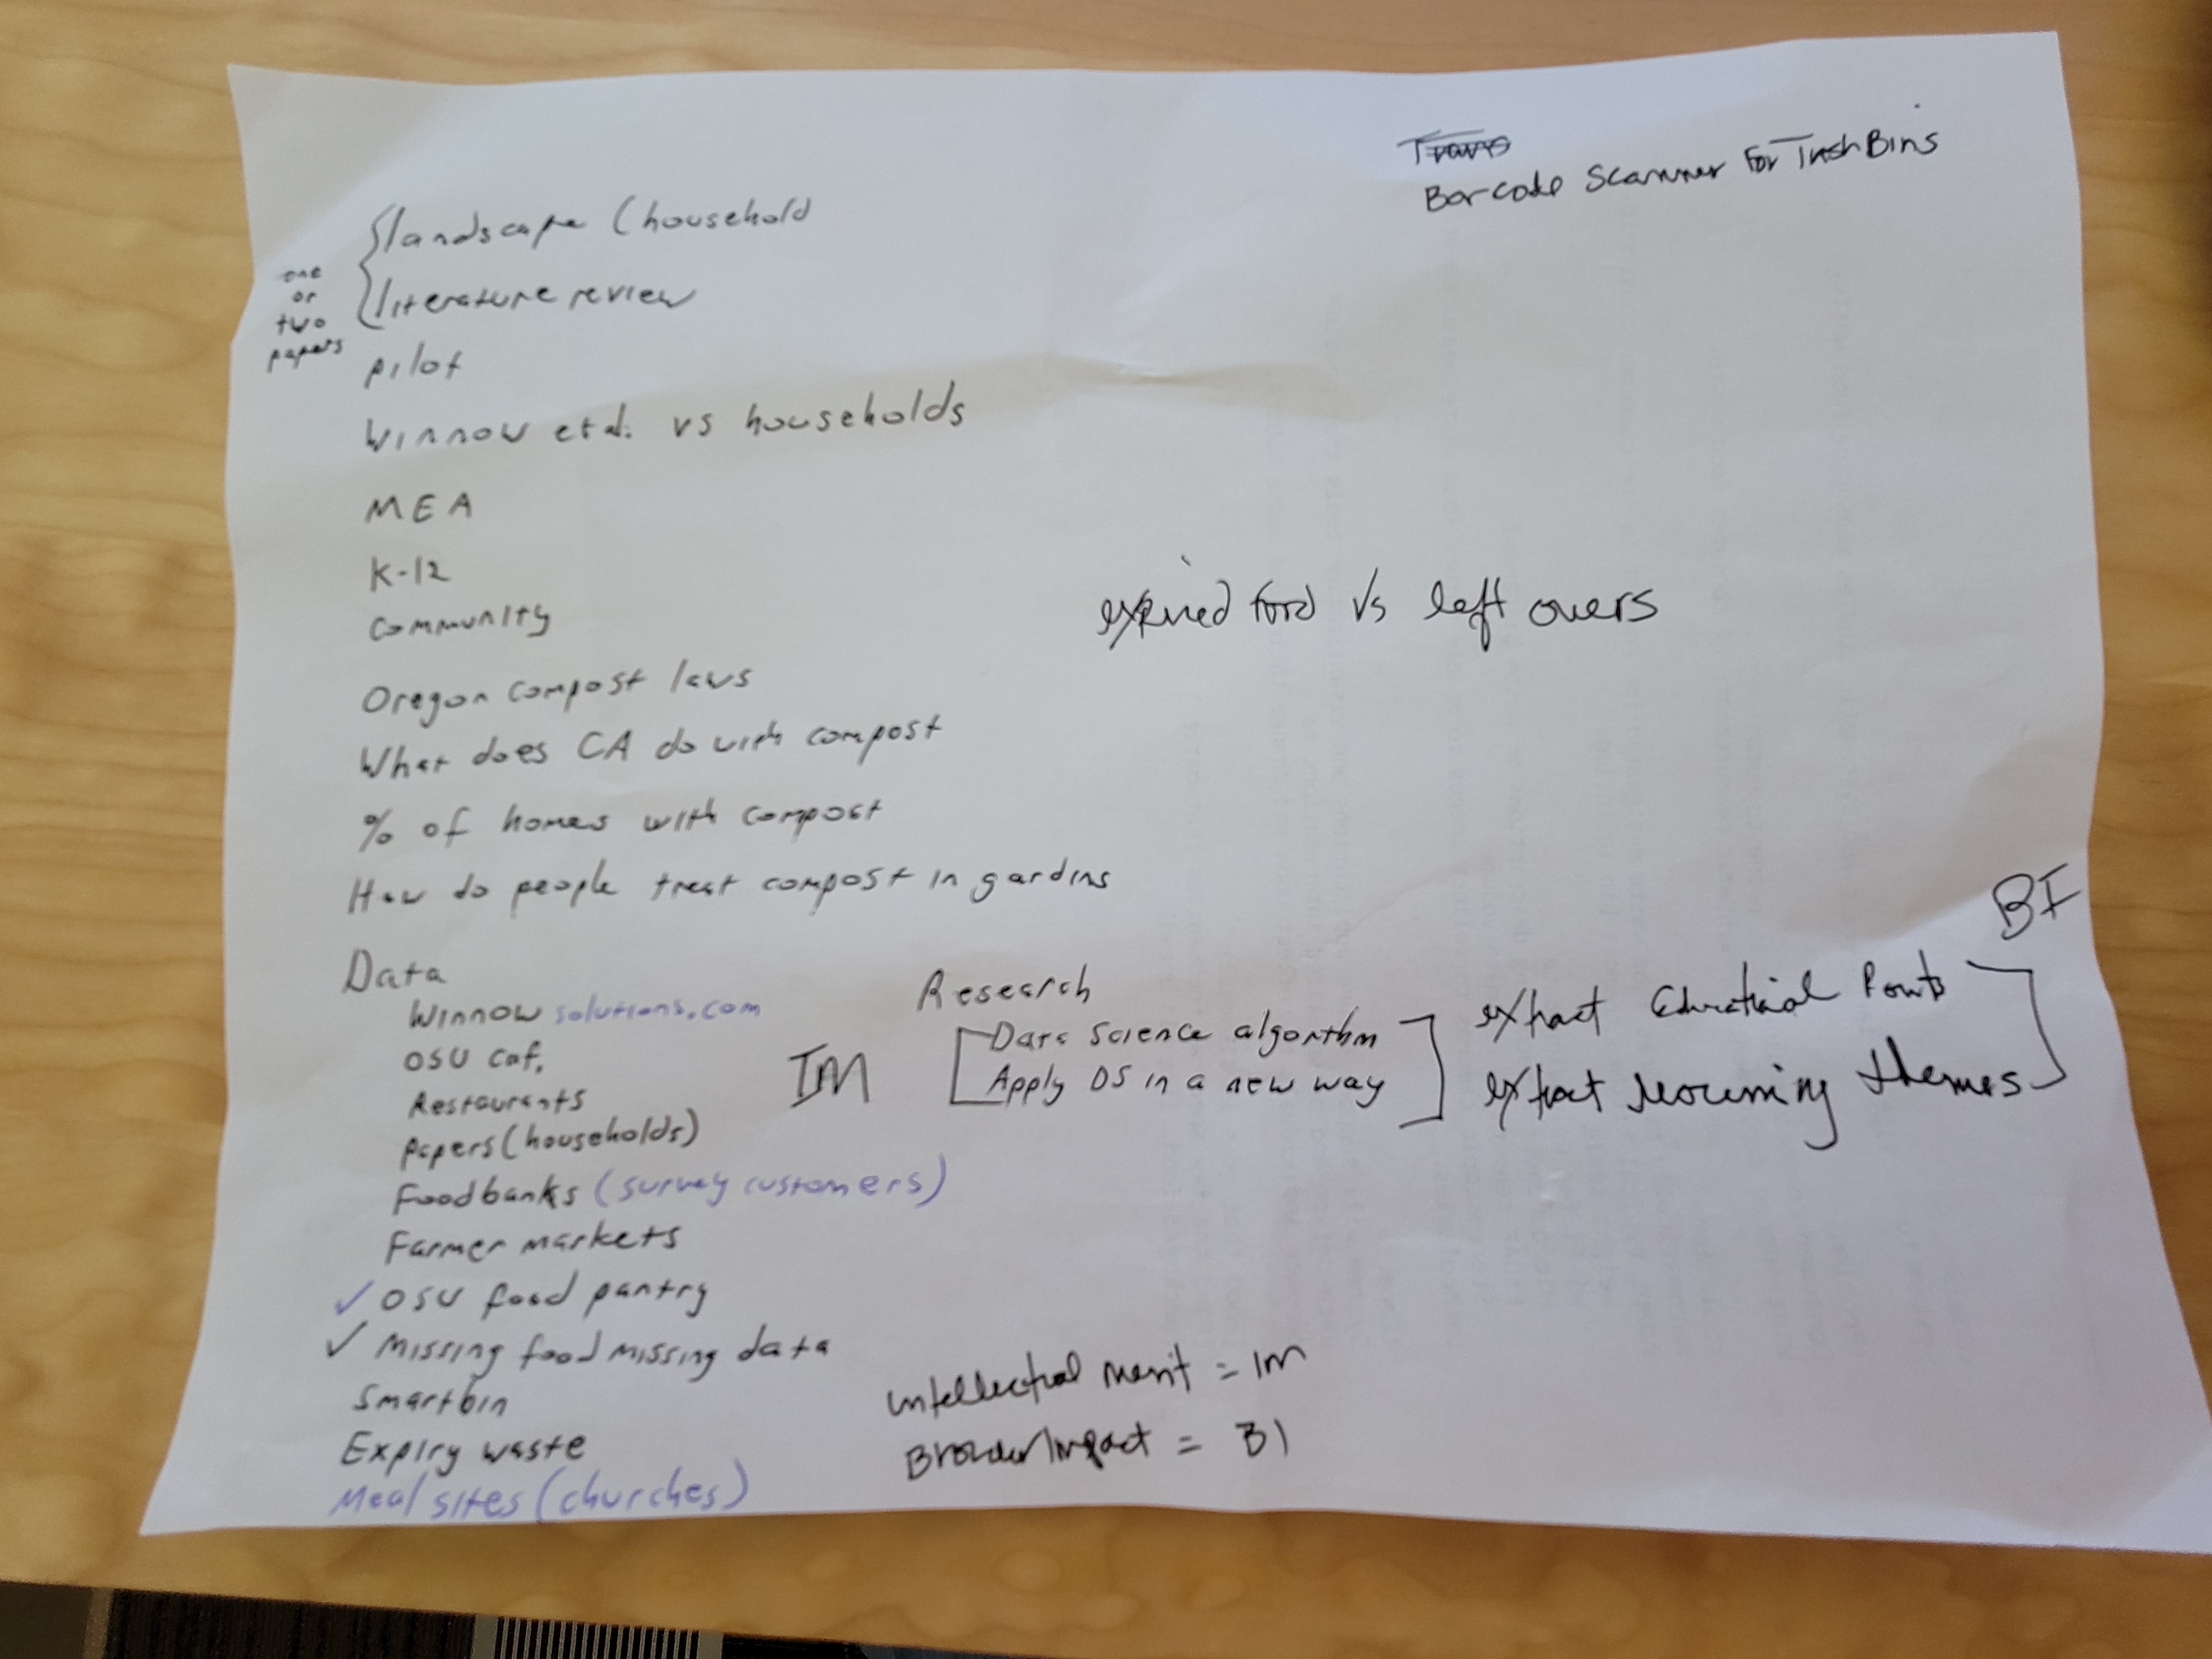 Barcode Scanner For Trash Bins
landscape (household
literature review
one
or
two
papers
pilot
Winnow et al. vs households
MEA
K-12
Community
expired food vs left overs
Oregon compost laws
What does CA do with compost
% of homes with compost
How do people treat compost in gardins
Data
Winnow solutions.com
OSU caf.
Restaurants
Papers (households)
Foodbanks (survey customers)
Farmer markets
✓ OSU food pantry
✓ Missing food missing data
Smartbin
Expiry waste
Meal sites (churches)
Research
IM
Data Science algorithm
Apply DS in a new way
BI
extract Educational Points
extract recurring themes
intellectual merit = IM
Broader Impact = BI